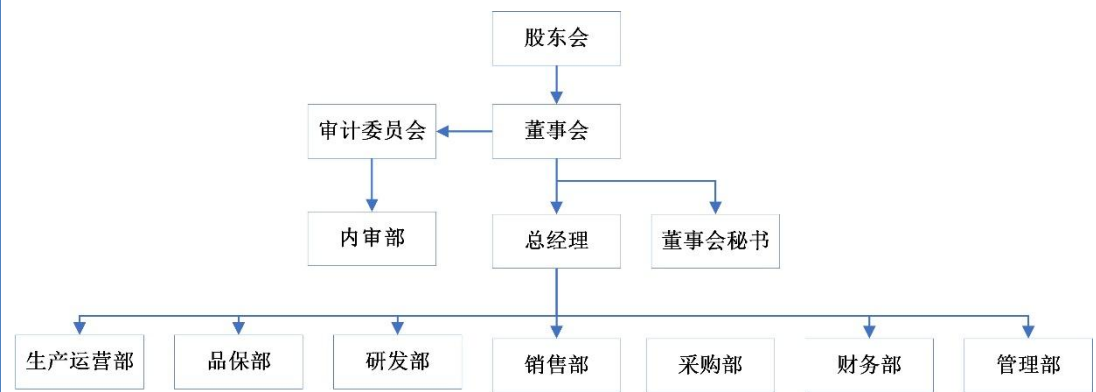 股东会
审计委员会
董事会
内审部
总经理
董事会秘书
生产运营部
品保部
研发部
销售部
采购部
财务部
管理部